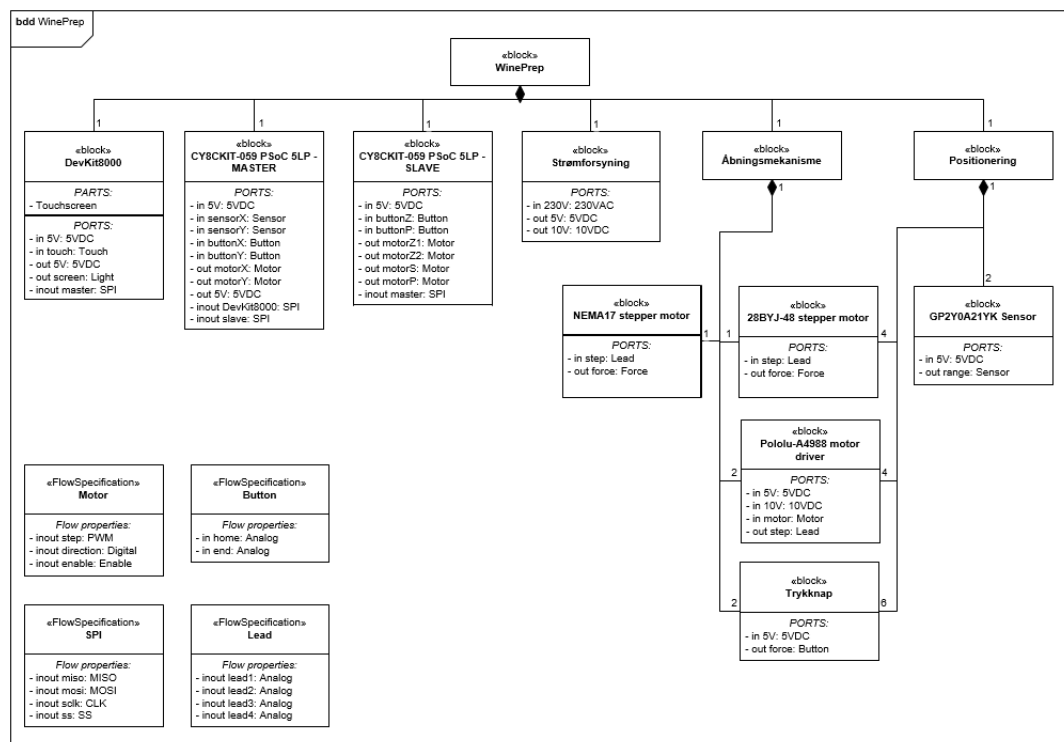 bdd WinePrep
«block»
WinePrep
1
1
1
1
1
1
«block»
DevKit8000
PARTS:
- Touchscreen
PORTS:
- in 5V: 5VDC
- in touch: Touch
- out 5V: 5VDC
- out screen: Light
- inout master: SPI
«block»
CY8CKIT-059 PSoC 5LP -
MASTER
PORTS:
- in 5V: 5VDC
- in sensorX: Sensor
- in sensorY: Sensor
- in buttonX: Button
- in buttonY: Button
- out motorX: Motor
- out motorY: Motor
- out 5V: 5VDC
- inout DevKit8000: SPI
- inout slave: SPI
«block»
CY8CKIT-059 PSoC 5LP -
SLAVE
PORTS:
- in 5V: 5VDC
- in buttonZ: Button
- in buttonP: Button
- out motorZ1: Motor
- out motorZ2: Motor
- out motorS: Motor
- out motorP: Motor
- inout master: SPI
«block»
Strømforsyning
PORTS:
- in 230V: 230VAC
- out 5V: 5VDC
- out 10V: 10VDC
«block»
Åbningsmekanisme
1
«block»
Positionering
1
2
«block»
NEMA17 stepper motor
PORTS:
- in step: Lead
- out force: Force
1
1
«block»
28BYJ-48 stepper motor
PORTS:
- in step: Lead
- out force: Force
4
«block»
GP2Y0A21YK Sensor
PORTS:
- in 5V: 5VDC
- out range: Sensor
2
«block»
Pololu-A4988 motor
driver
PORTS:
- in 5V: 5VDC
- in 10V: 10VDC
- in motor: Motor
- out step: Lead
4
2
«block»
Trykknap
PORTS:
- in 5V: 5VDC
- out force: Button
6
«FlowSpecification»
Motor
Flow properties:
- inout step: PWM
- inout direction: Digital
- inout enable: Enable
«FlowSpecification»
Button
Flow properties:
- in home: Analog
- in end: Analog
«FlowSpecification»
SPI
Flow properties:
- inout miso: MISO
- inout mosi: MOSI
- inout sclk: CLK
- inout ss: SS
«FlowSpecification»
Lead
Flow properties:
- inout lead1: Analog
- inout lead2: Analog
- inout lead3: Analog
- inout lead4: Analog